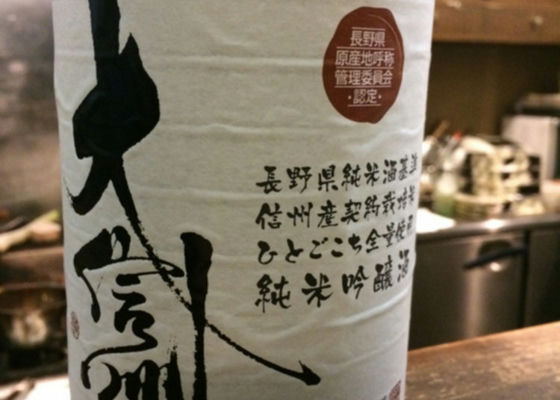 大信州
長野県
原産地呼称
管理委員会
・認定・
長野県純米酒基準
信州産契約栽培米
ひとごこち全量使用
純米吟醸酒